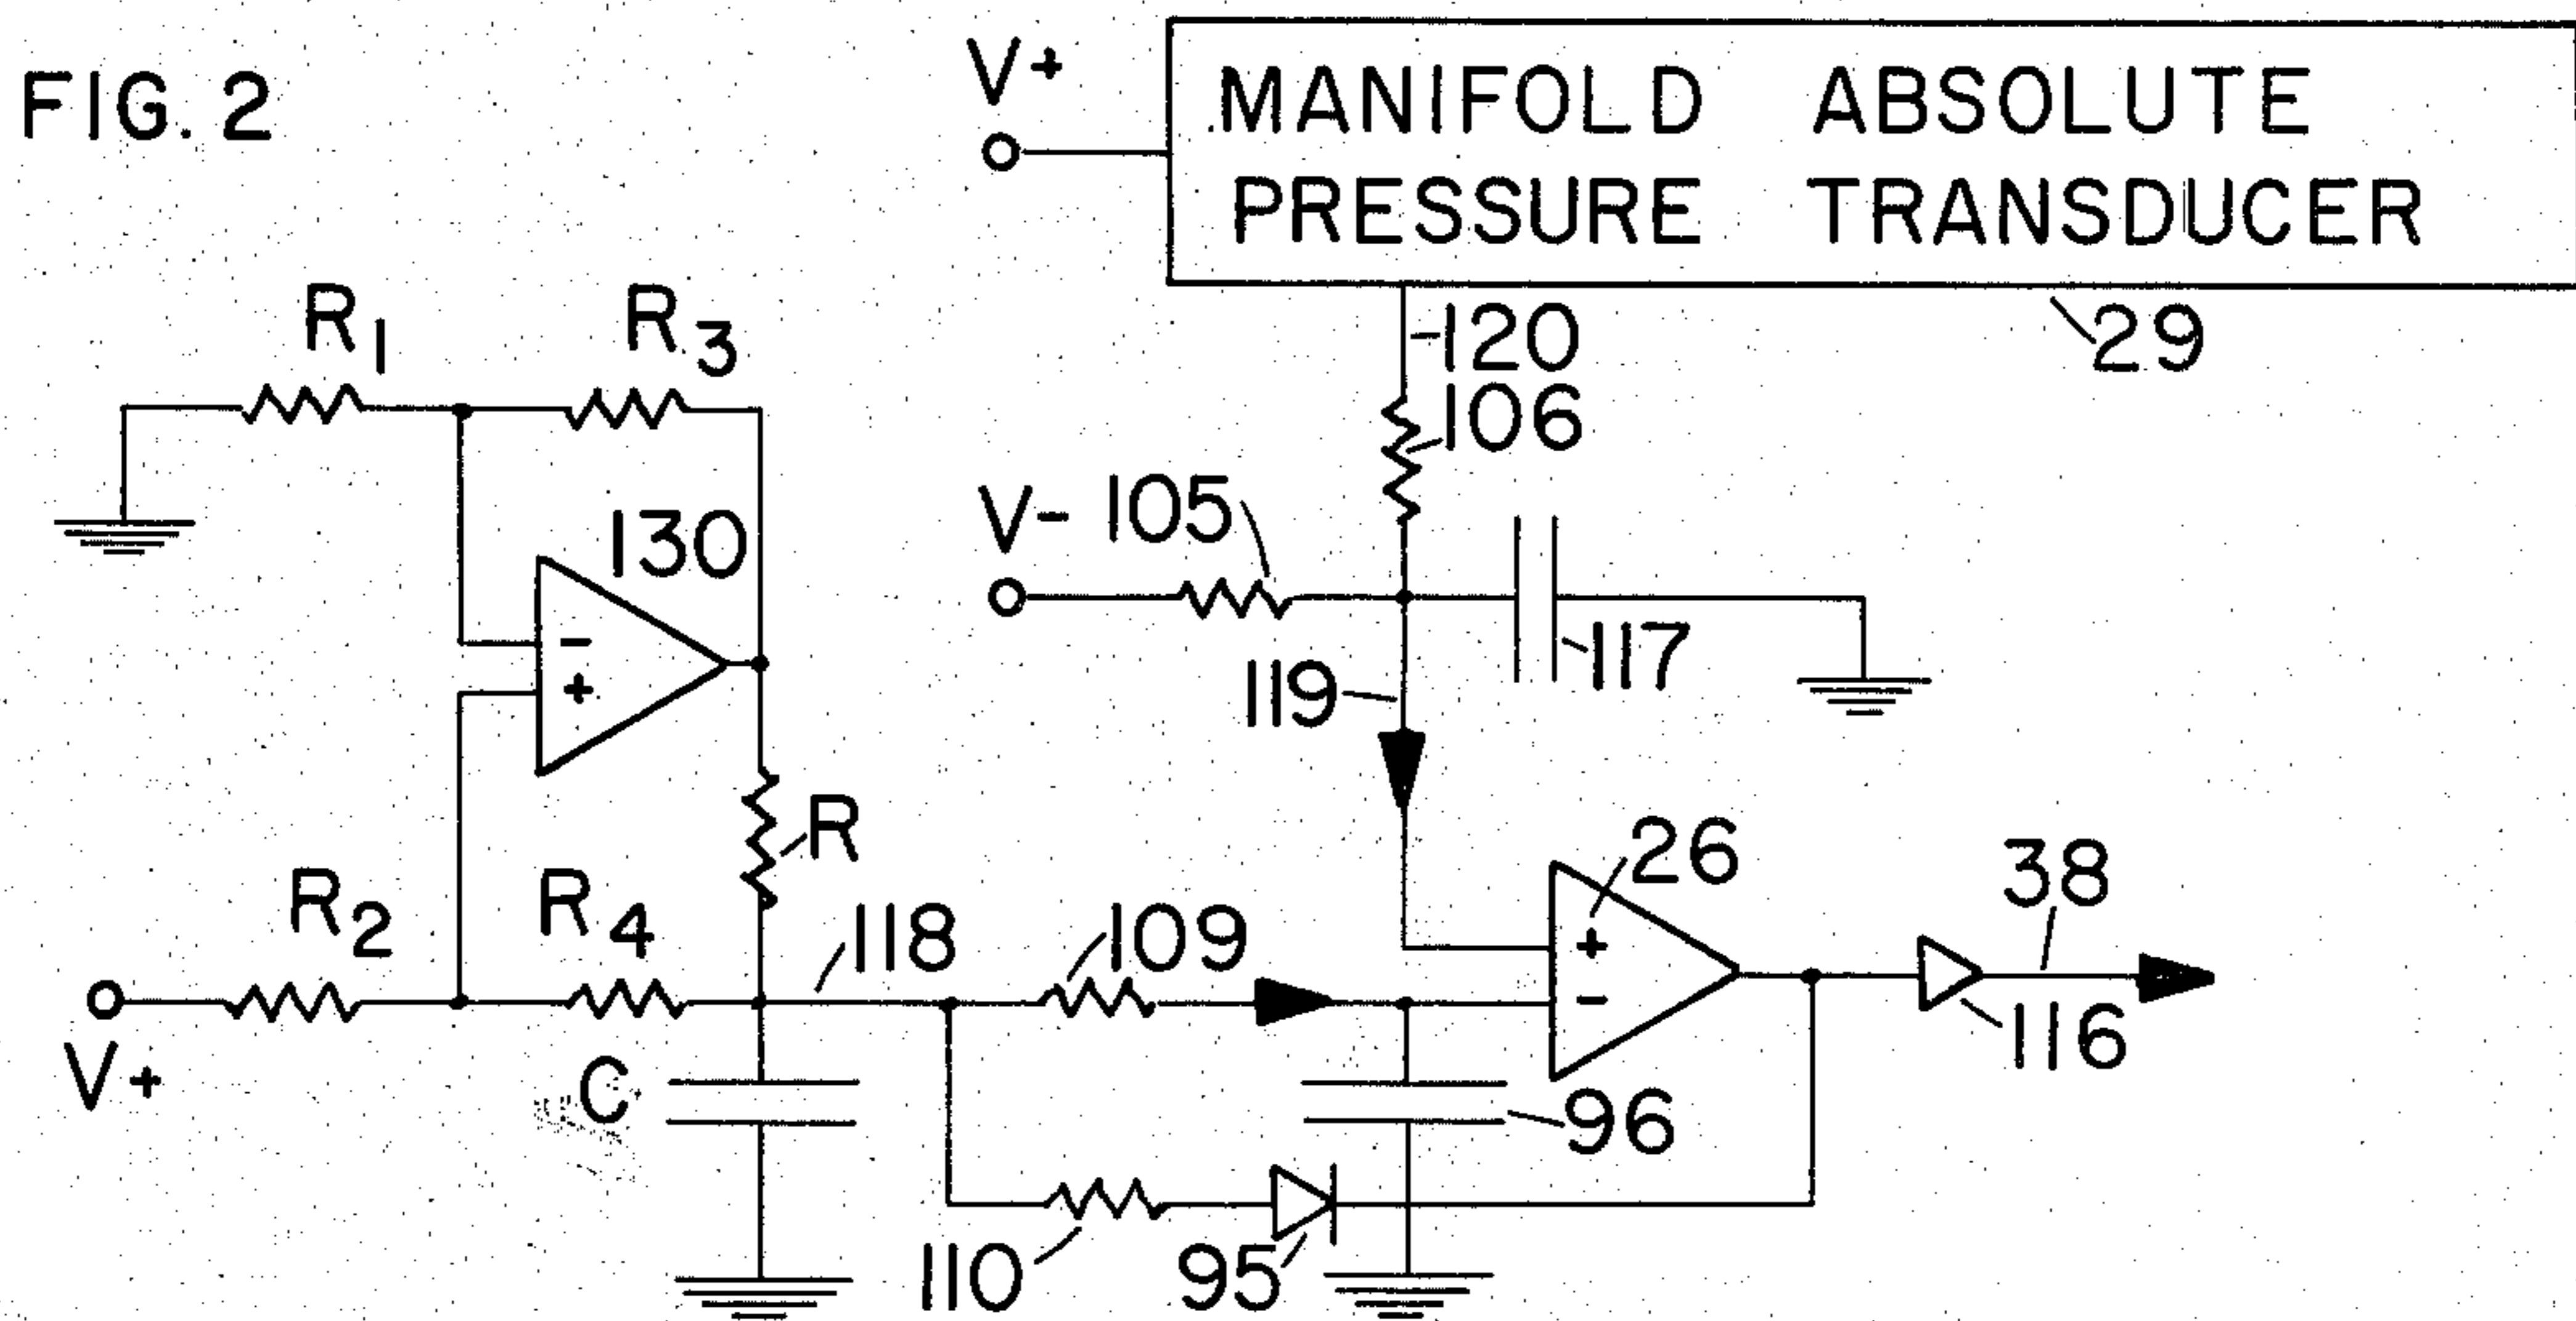 FIG. 2
V+
MANIFOLD ABSOLUTE
PRESSURE TRANSDUCER
29
R1
R3
120
106
V- 105
130
117
119
R
26
38
R2
R4
118
109
116
V+
C
96
110
95